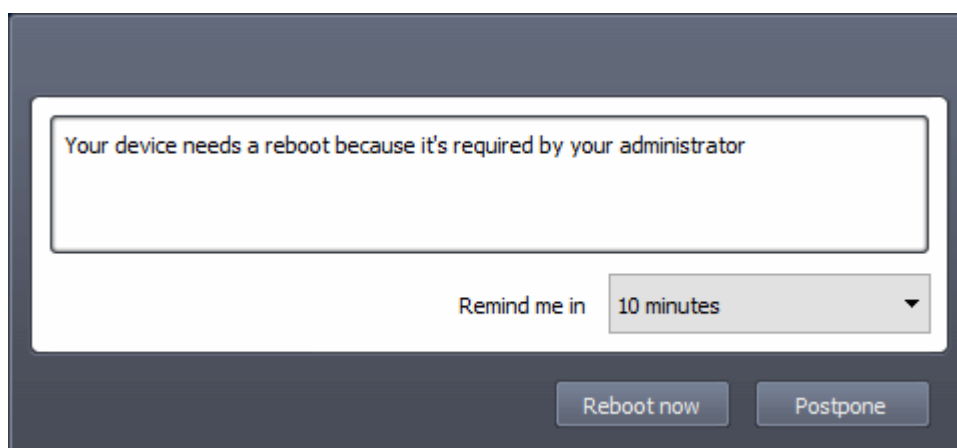 Your device needs a reboot because it's required by your administrator
Remind me in 10 minutes
Reboot now Postpone